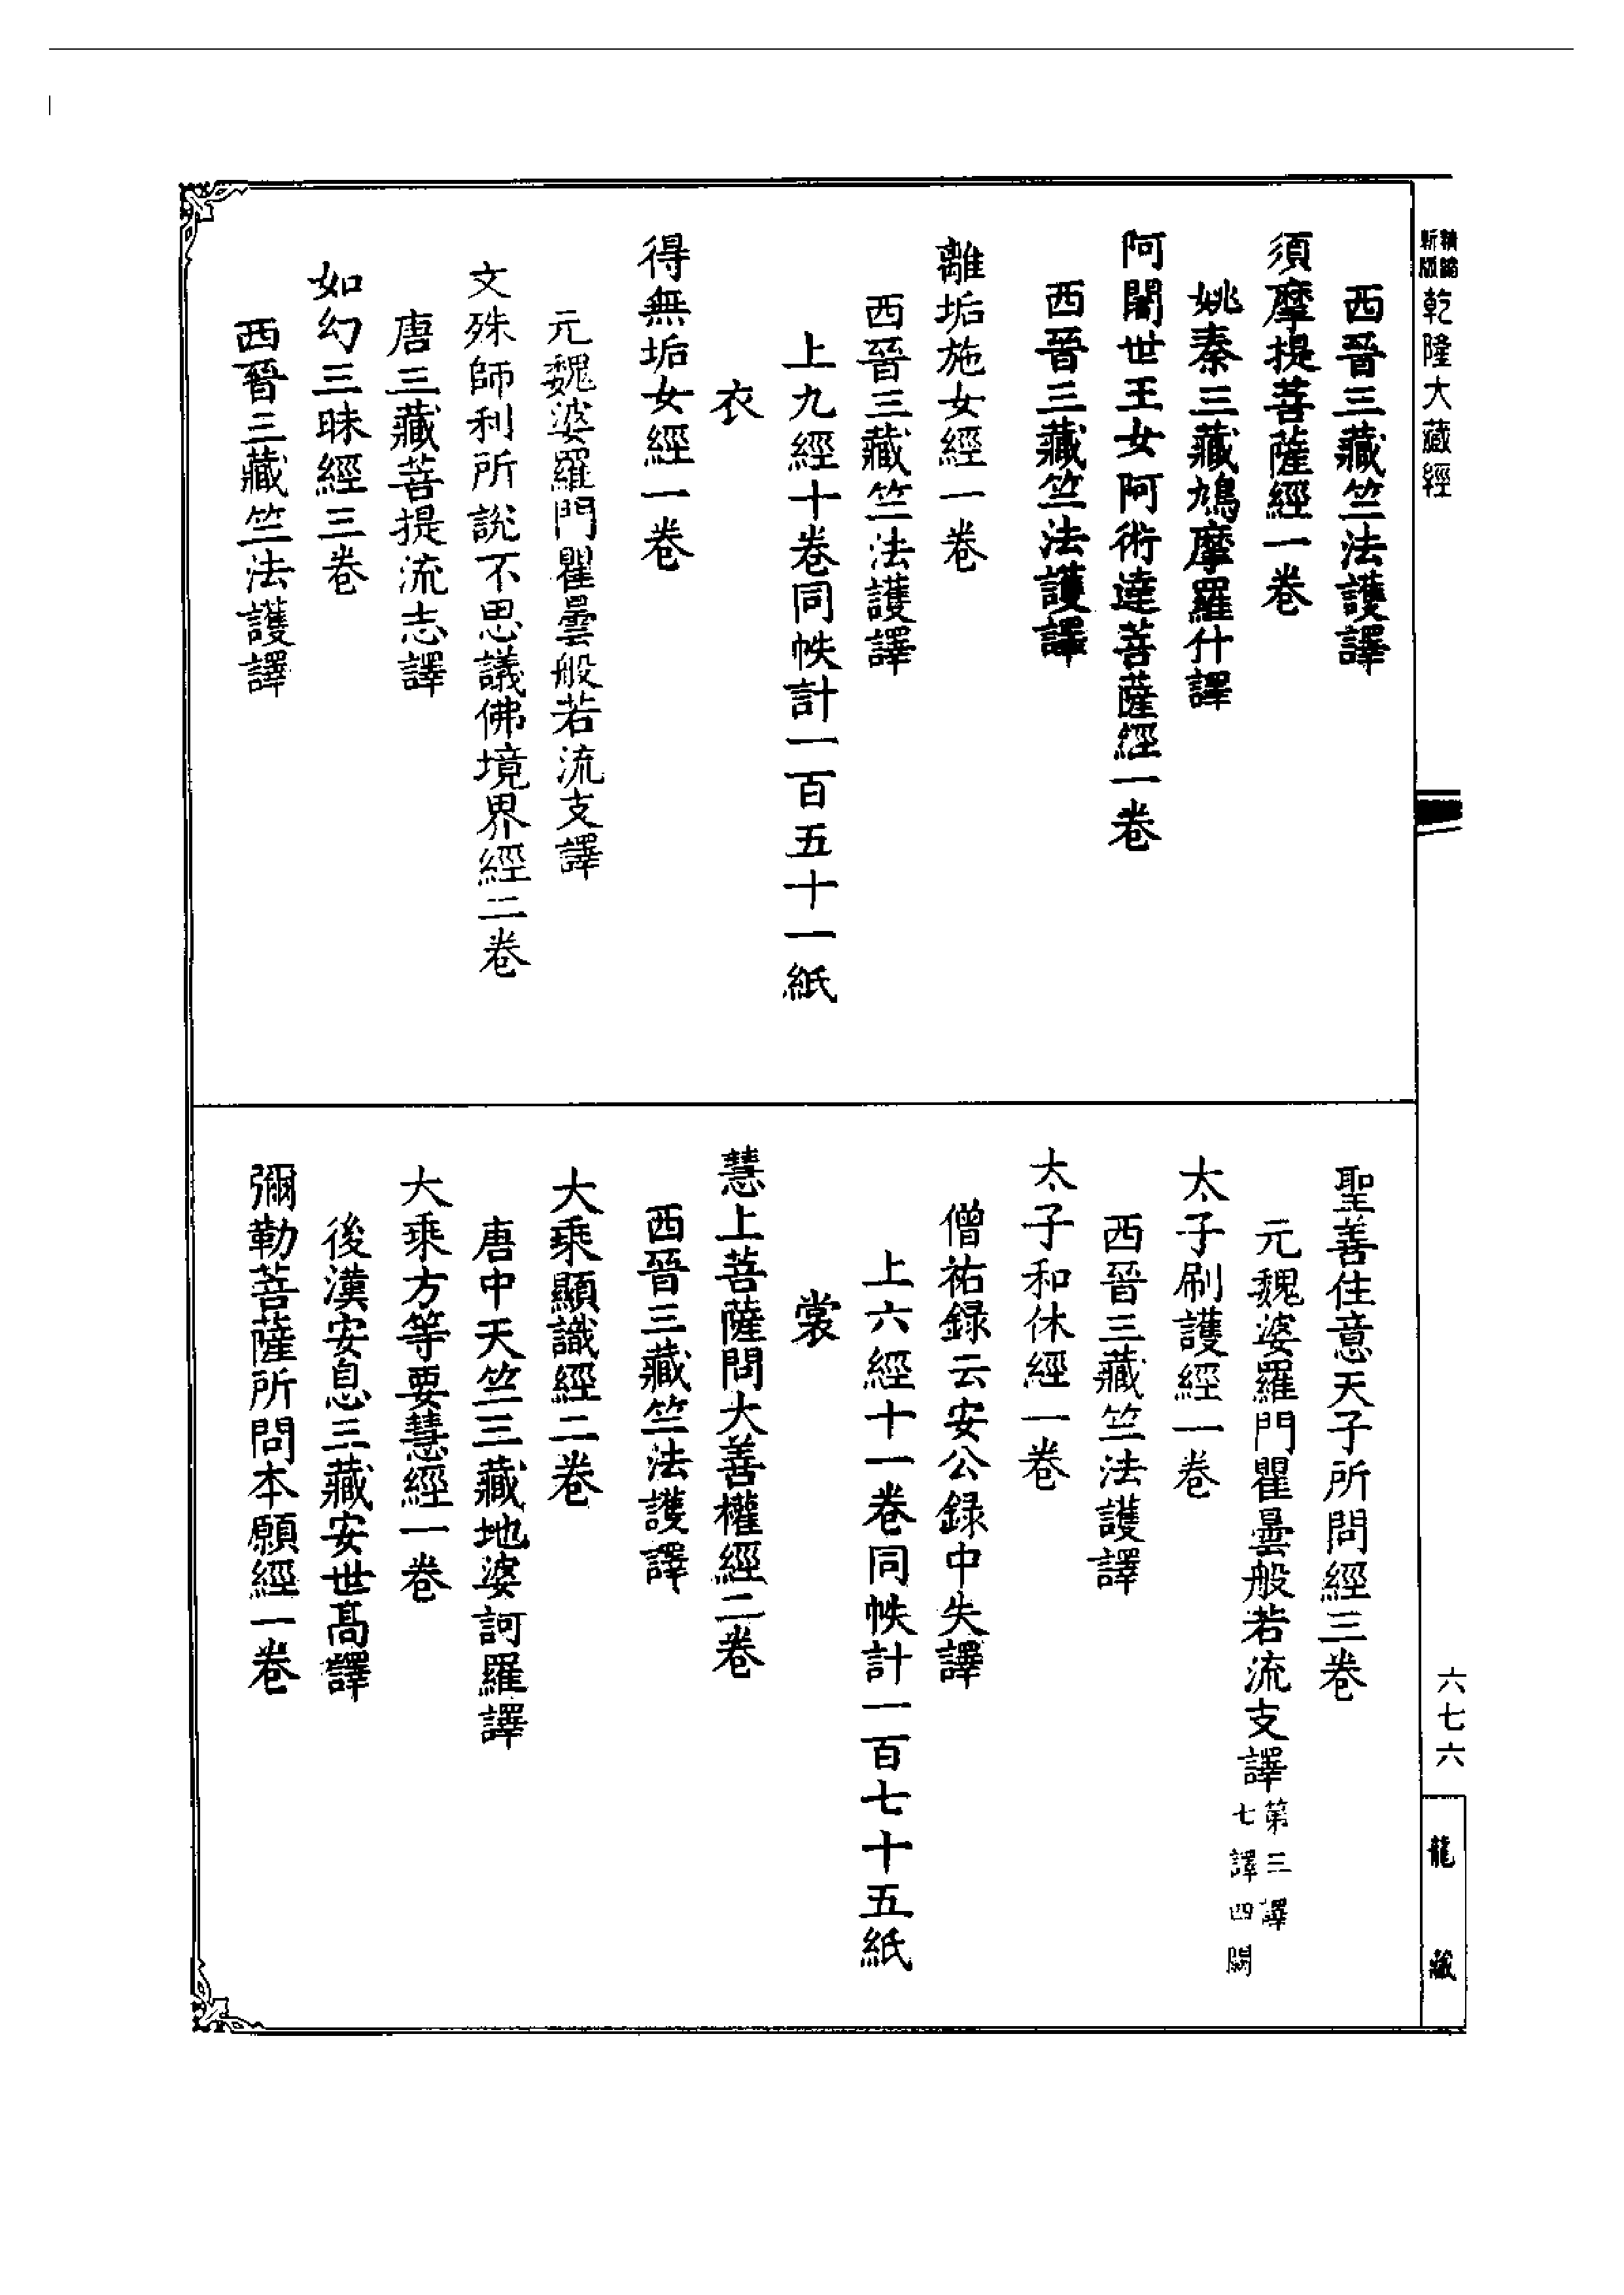 乾隆大藏經
西晉三藏竺法護譯
須摩提菩薩經一卷
姚秦三藏鳩摩羅什譯
阿闍世王女阿術達菩薩經一卷
西晉三藏竺法護譯
離垢施女經一卷
西晉三藏竺法護譯
上九經十卷同帙計一百五十一紙
衣
得無垢女經一卷
元魏婆羅門瞿曇般若流支譯
文殊師利所說不思議佛境界經二卷
唐三藏菩提流志譯
如幻三昧經三卷
西晉三藏竺法護譯
聖善住意天子所問經三卷
元魏婆羅門瞿曇般若流支譯第三譯
七譯四闕
太子刷護經一卷
西晉三藏竺法護譯
太子和休經一卷
僧祐録云安公録中失譯
上六經十一卷同帙計一百七十五紙
裳
慧上菩薩問大善權經二卷
西晉三藏竺法護譯
大乘顯識經二卷
唐中天竺三藏地婆訶羅譯
大乘方等要慧經一卷
後漢安息三藏安世髙譯
彌勒菩薩所問本願經一卷
六七六
龍藏